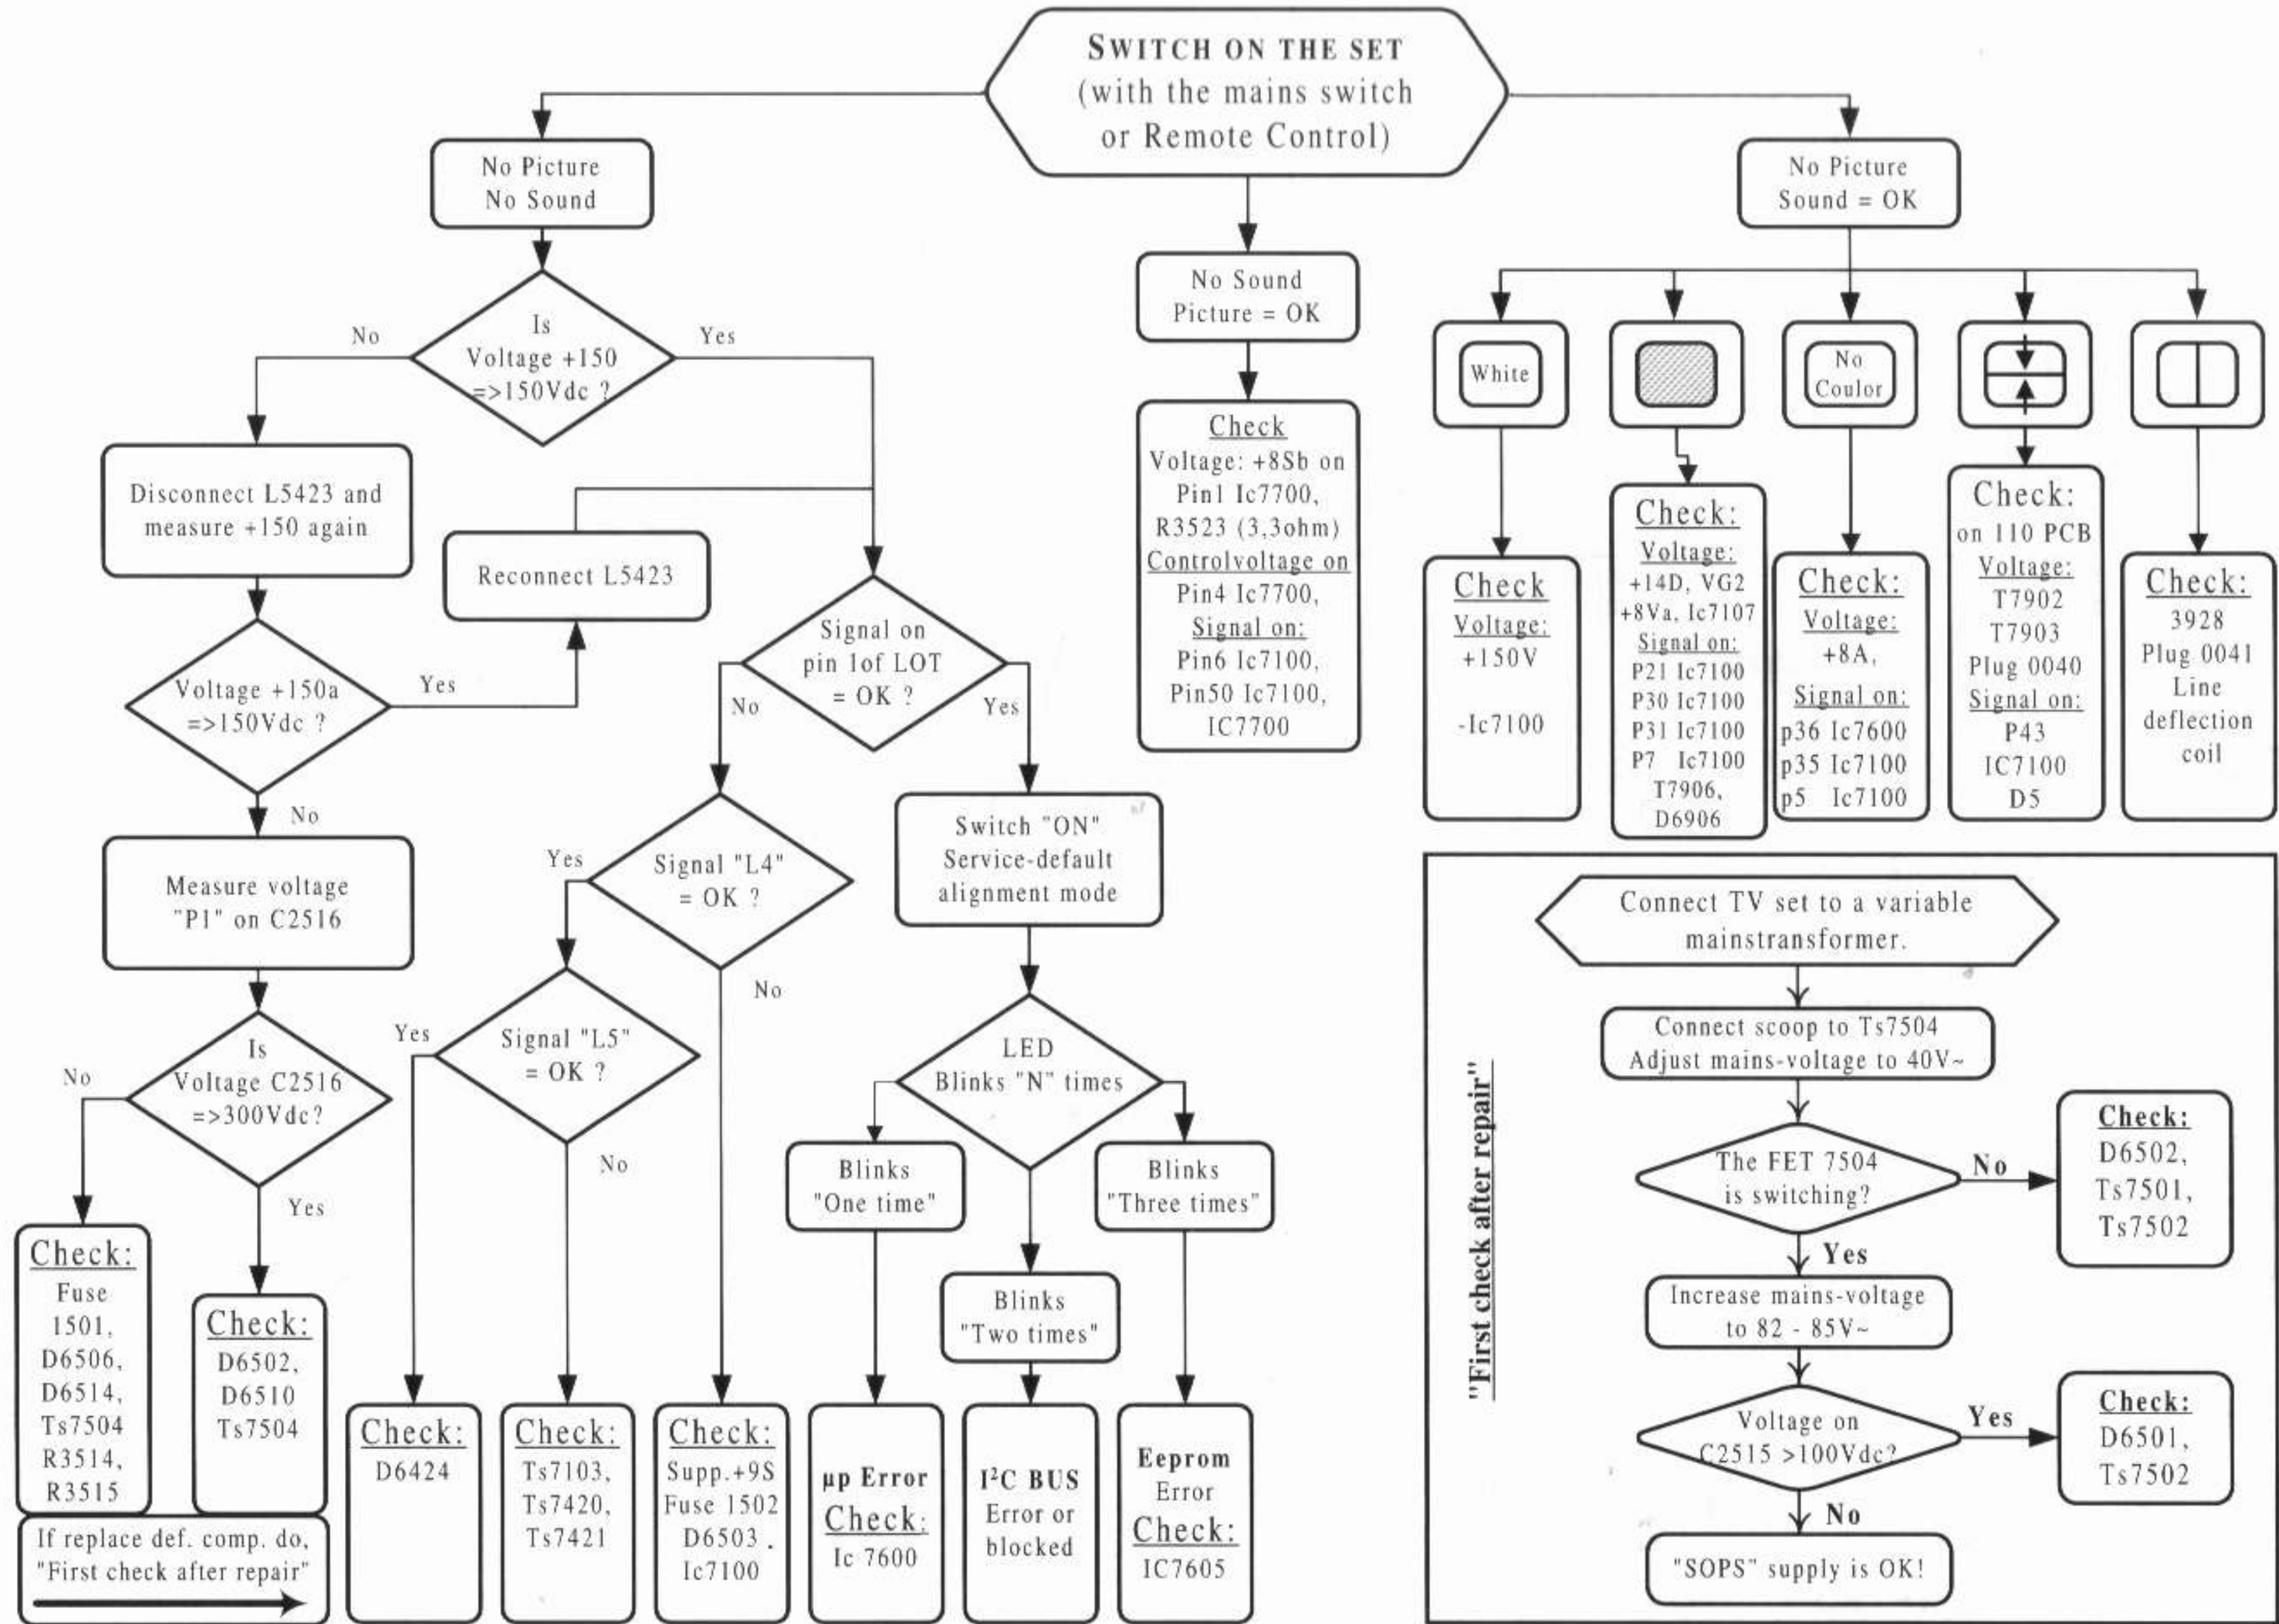 SWITCH ON THE SET
(with the mains switch
or Remote Control)
No Picture
No Sound
Is
Voltage +150
=>150Vdc ?
No
Yes
Disconnect L5423 and
measure +150 again
Reconnect L5423
Voltage +150a
=>150Vdc ?
Yes
No
Measure voltage
"P1" on C2516
Is
Voltage C2516
=>300Vdc?
No
Yes
Check:
Fuse
1501,
D6506,
D6514,
Ts7504
R3514,
R3515
If replace def. comp. do,
"First check after repair"
Check:
D6502,
D6510
Ts7504
Signal on
pin 1of LOT
= OK ?
No
Yes
Signal "L4"
= OK ?
Yes
No
Signal "L5"
= OK ?
Yes
No
Check:
D6424
Check:
Ts7103,
Ts7420,
Ts7421
Check:
Supp.+9S
Fuse 1502
D6503 .
Ic7100
Switch "ON"
Service-default
alignment mode
LED
Blinks "N" times
Blinks
"One time"
Blinks
"Two times"
Blinks
"Three times"
µp Error
Check:
Ic 7600
I²C BUS
Error or
blocked
Eeprom
Error
Check:
IC7605
No Sound
Picture = OK
Check
Voltage: +8Sb on
Pin1 Ic7700,
R3523 (3,3ohm)
Controlvoltage on
Pin4 Ic7700,
Signal on:
Pin6 Ic7100,
Pin50 Ic7100,
IC7700
No Picture
Sound = OK
White
No
Coulor
Check
Voltage:
+150V
-Ic7100
Check:
Voltage:
+14D, VG2
+8Va, Ic7107
Signal on:
P21 Ic7100
P30 Ic7100
P31 Ic7100
P7 Ic7100
T7906,
D6906
Check:
Voltage:
+8A,
Signal on:
p36 Ic7600
p35 Ic7100
p5 Ic7100
Check:
on 110 PCB
Voltage:
T7902
T7903
Plug 0040
Signal on:
P43
IC7100
D5
Check:
3928
Plug 0041
Line
deflection
coil
"First check after repair"
Connect TV set to a variable
mainstransformer.
Connect scoop to Ts7504
Adjust mains-voltage to 40V~
The FET 7504
is switching?
No
Check:
D6502,
Ts7501,
Ts7502
Yes
Increase mains-voltage
to 82 - 85V~
Voltage on
C2515 >100Vdc?
Yes
Check:
D6501,
Ts7502
No
"SOPS" supply is OK!